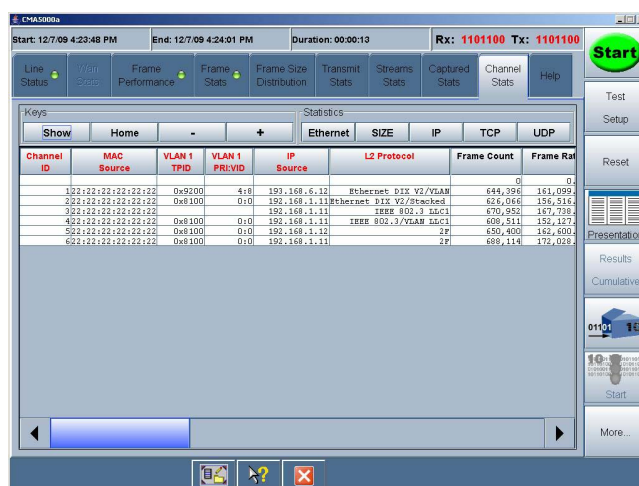 CMA5000a
Start: 12/7/09 4:23:48 PM End: 12/7/09 4:24:01 PM Duration: 00:00:13 Rx: 1101100 Tx: 1101100
Line Status Frame Performance Frame Stats Frame Size Distribution Transmit Stats Streams Stats Captured Stats Channel Stats Help
Keys Statistics
Show Home - + Ethernet SIZE IP TCP UDP
Channel ID MAC Source VLAN 1 TPID VLAN 1 PRI:VID IP Source L2 Protocol Frame Count Frame Rat
0 0.
1 22:22:22:22:22:22 0x9200 4:8 193.168.6.12 Ethernet DIX V2/VLAN 644,396 161,099.
2 22:22:22:22:22:22 0x8100 0:0 192.168.1.11 Ethernet DIX V2/Stacked 626,066 156,516.
3 22:22:22:22:22:22 192.168.1.11 IEEE 802.3 LLC1 670,952 167,738.
4 22:22:22:22:22:22 0x8100 0:0 192.168.1.11 IEEE 802.3/VLAN LLC1 608,511 152,127.
5 22:22:22:22:22:22 0x8100 0:0 192.168.1.12 2F 650,400 162,600.
6 22:22:22:22:22:22 0x8100 0:0 192.168.1.11 2F 688,114 172,028.
Start
Test Setup
Reset
Presentation
Results Cumulative
01101 10
Start
More...